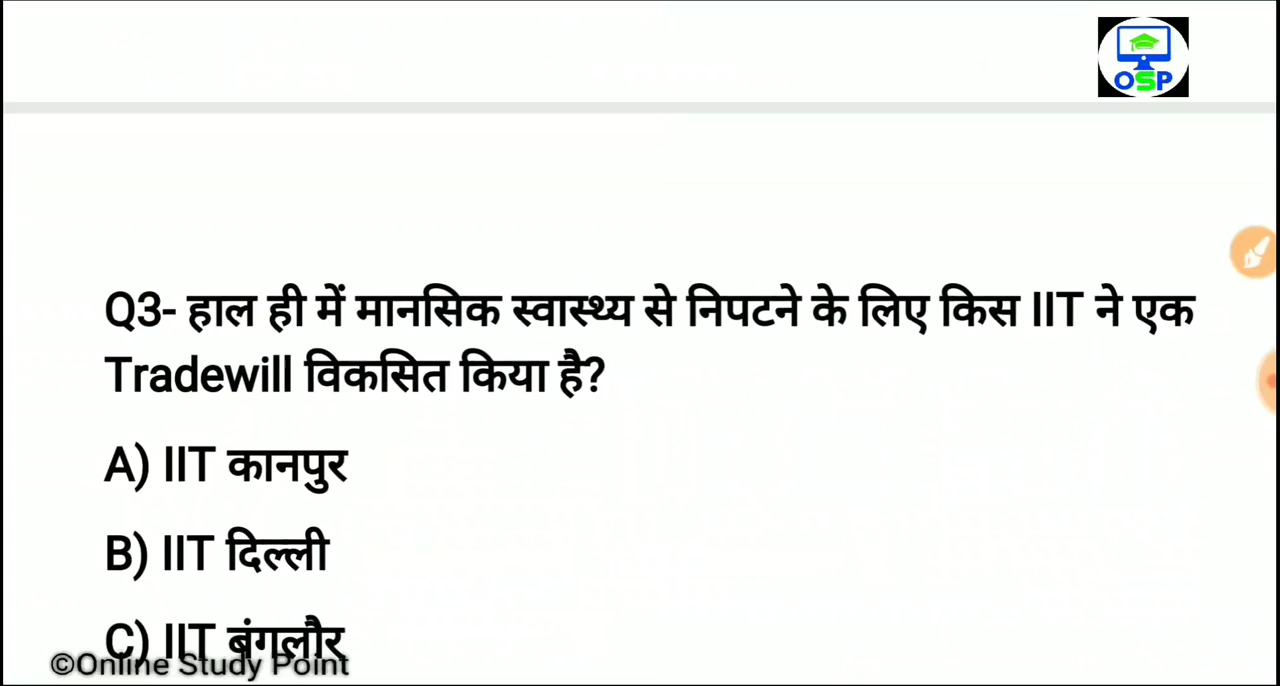 OSP
Q3- हाल ही में मानसिक स्वास्थ्य से निपटने के लिए किस IIT ने एक
Tradewill विकसित किया है?
A) IIT कानपुर
B) IIT दिल्ली
C) IIT बंगलौर
©Online Study Point